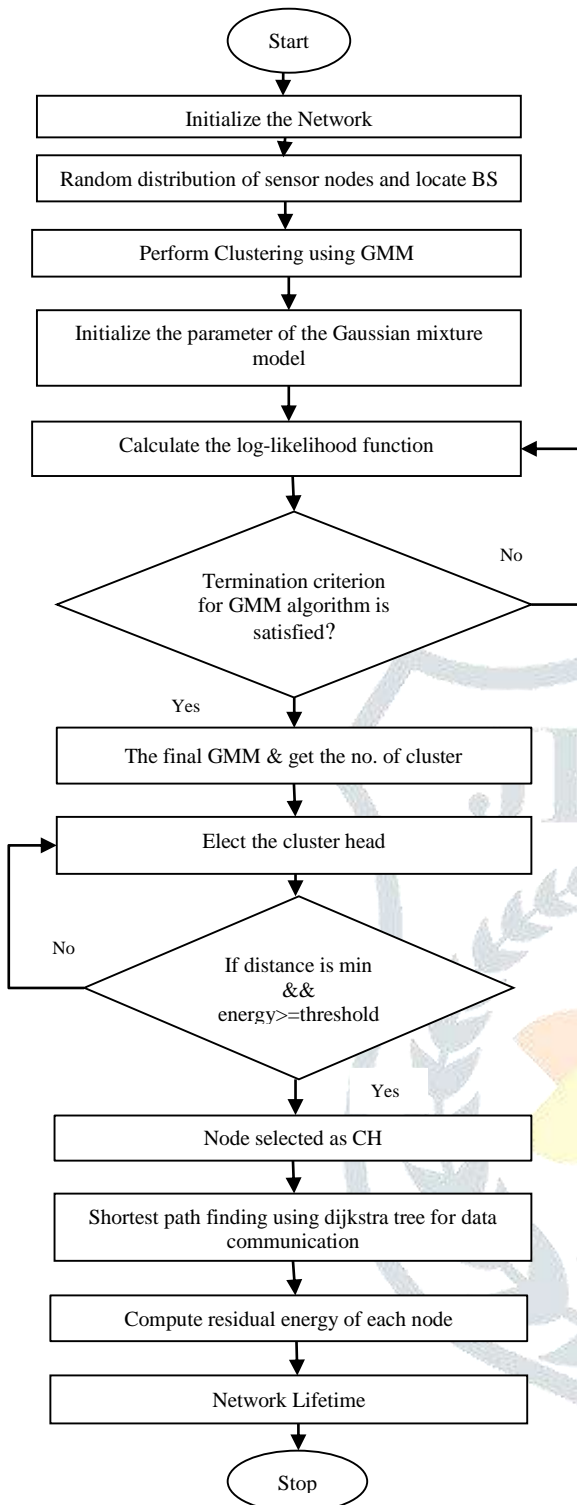 Start
Initialize the Network
Random distribution of sensor nodes and locate BS
Perform Clustering using GMM
Initialize the parameter of the Gaussian mixture
model
Calculate the log-likelihood function
No
Termination criterion
for GMM algorithm is
satisfied?
Yes
The final GMM & get the no. of cluster
Elect the cluster head
No
If distance is min
&&
energy>=threshold
Yes
Node selected as CH
Shortest path finding using dijkstra tree for data
communication
Compute residual energy of each node
Network Lifetime
Stop